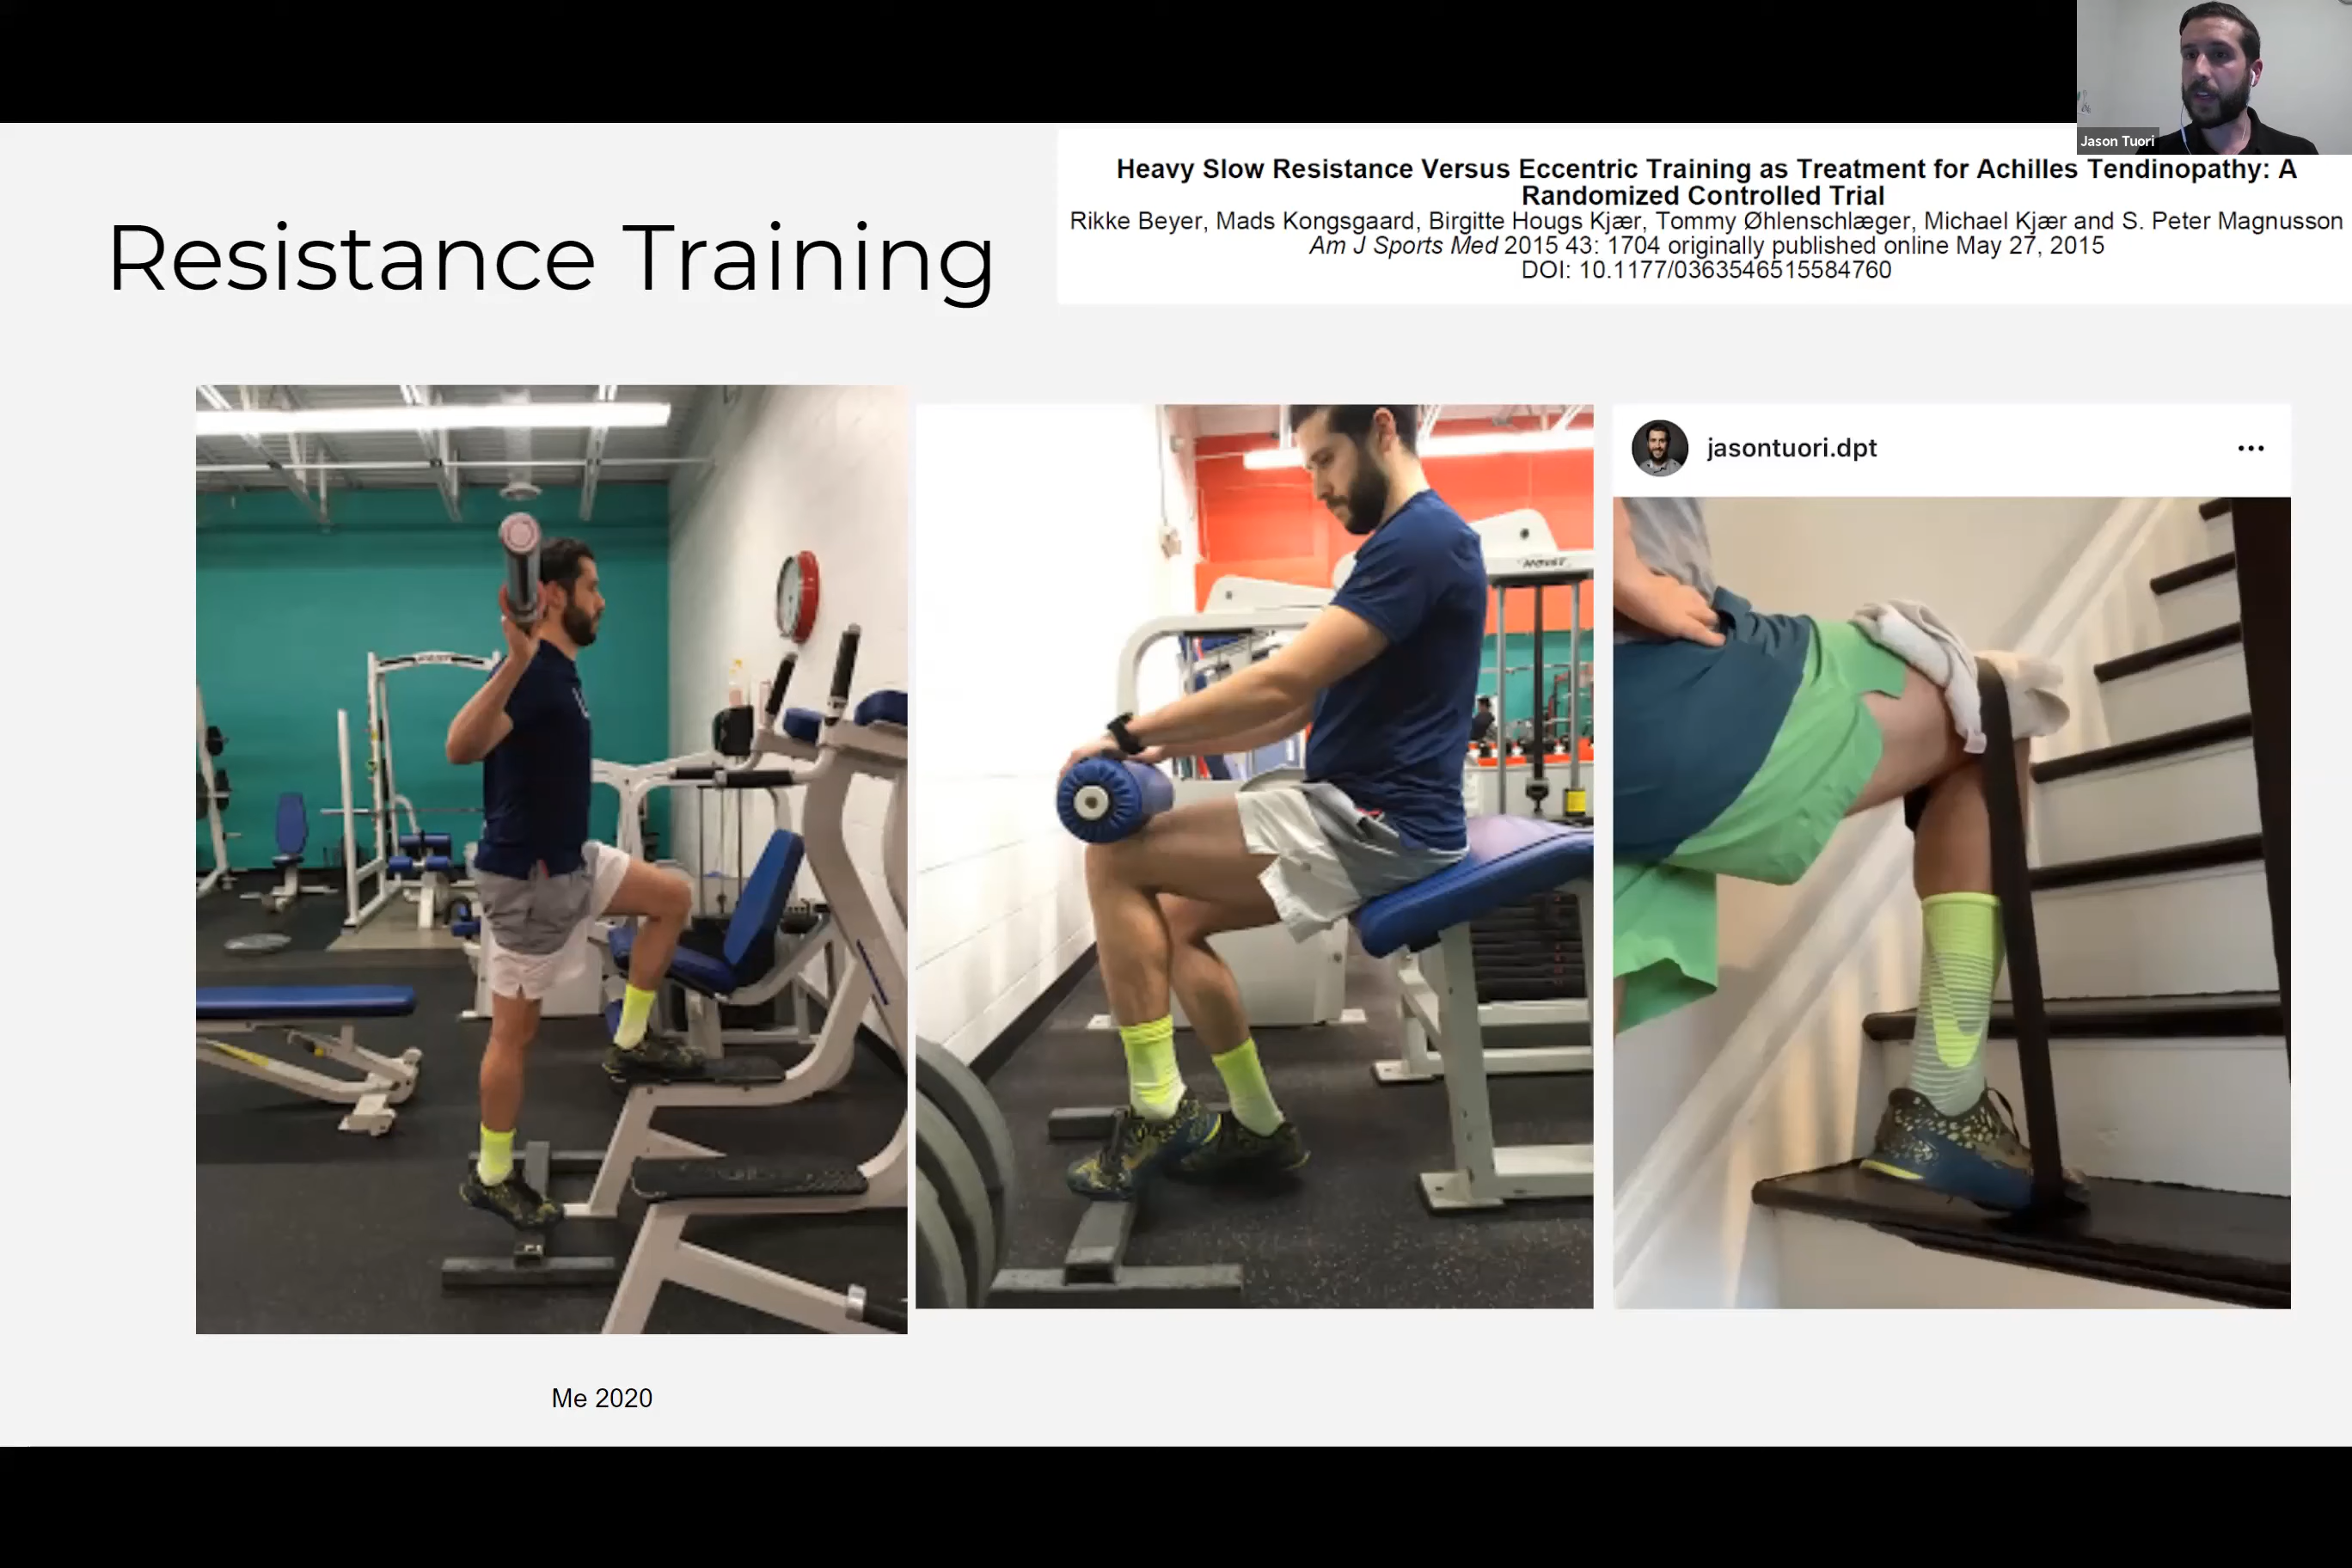 Jason Tuori
Heavy Slow Resistance Versus Eccentric Training as Treatment for Achilles Tendinopathy: A
Randomized Controlled Trial
Rikke Beyer, Mads Kongsgaard, Birgitte Hougs Kjær, Tommy Øhlenschlæger, Michael Kjær and S. Peter Magnusson
Am J Sports Med 2015 43: 1704 originally published online May 27, 2015
DOI: 10.1177/0363546515584760
Resistance Training
jasontuori.dpt
HOIST
Me 2020